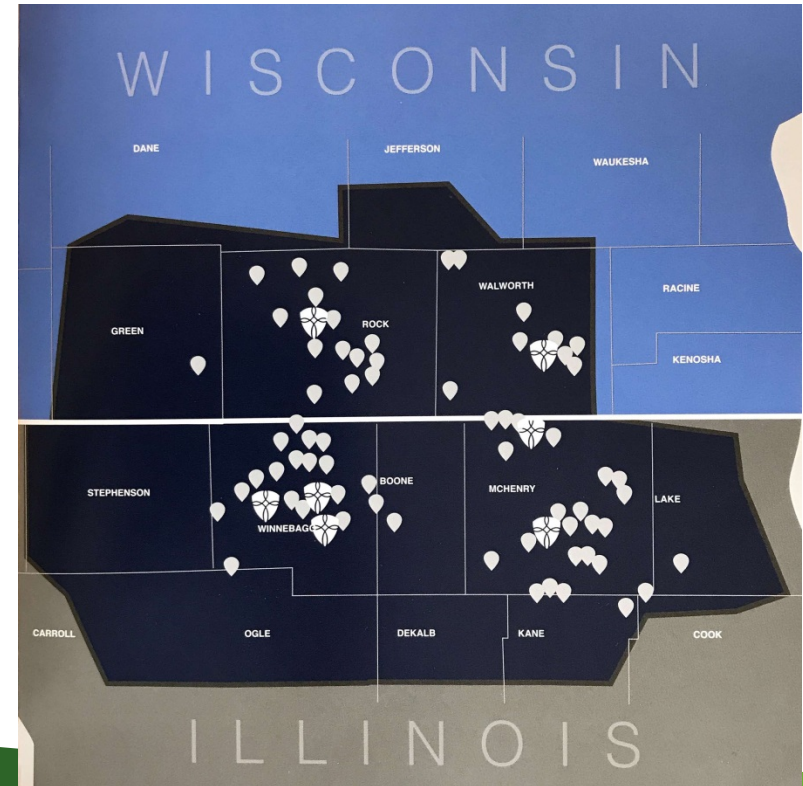 WISCONSIN
DANE
JEFFERSON
WAUKESHA
WALWORTH
RACINE
GREEN
ROCK
KENOSHA
STEPHENSON
BOONE
MCHENRY
LAKE
WINNEBAGO
CARROLL
OGLE
DEKALB
KANE
COOK
ILLINOIS